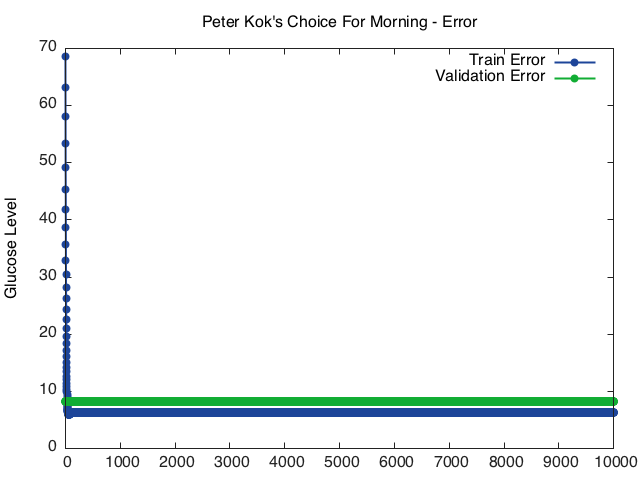 Peter Kok's Choice For Morning - Error
Train Error
Validation Error
Glucose Level
70
60
50
40
30
20
10
0
0 1000 2000 3000 4000 5000 6000 7000 8000 9000 10000